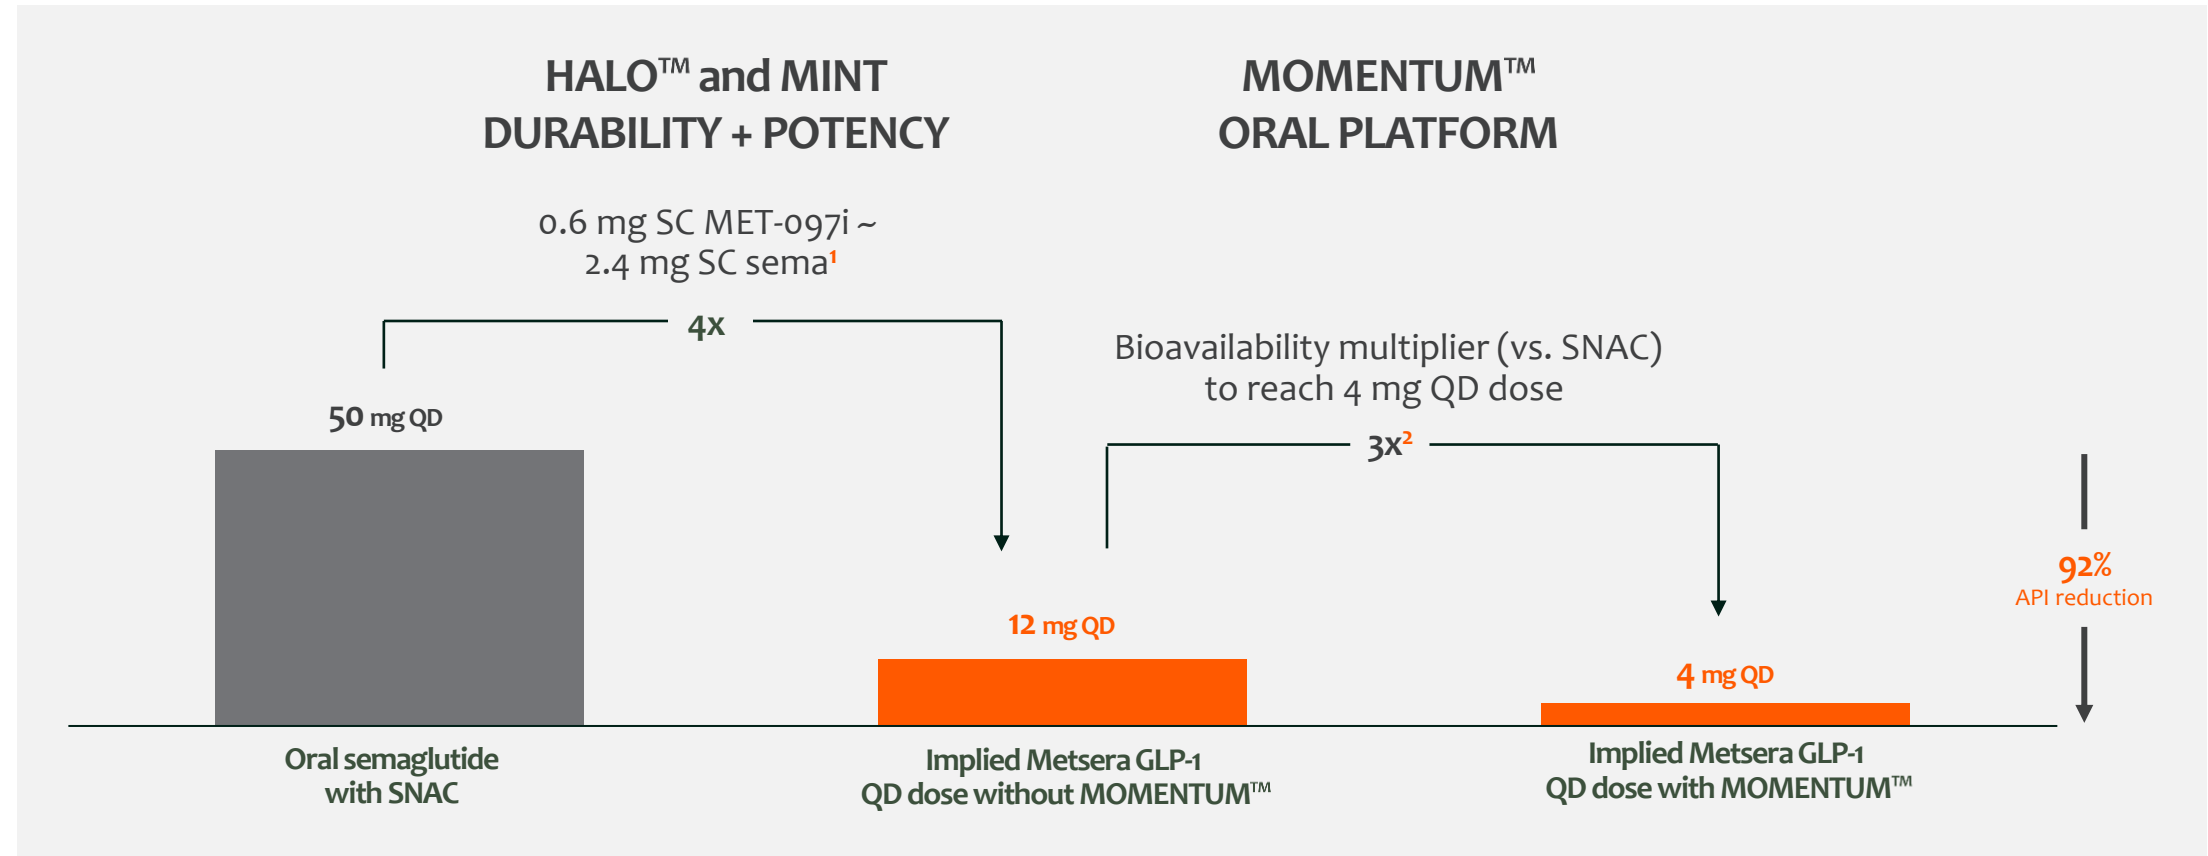 HALO™ and MINT
DURABILITY + POTENCY
MOMENTUM™
ORAL PLATFORM
0.6 mg SC MET-097i ~
2.4 mg SC sema¹
4x
Bioavailability multiplier (vs. SNAC)
to reach 4 mg QD dose
3x²
50 mg QD
12 mg QD
4 mg QD
92%
API reduction
Oral semaglutide
with SNAC
Implied Metsera GLP-1
QD dose without MOMENTUM™
Implied Metsera GLP-1
QD dose with MOMENTUM™